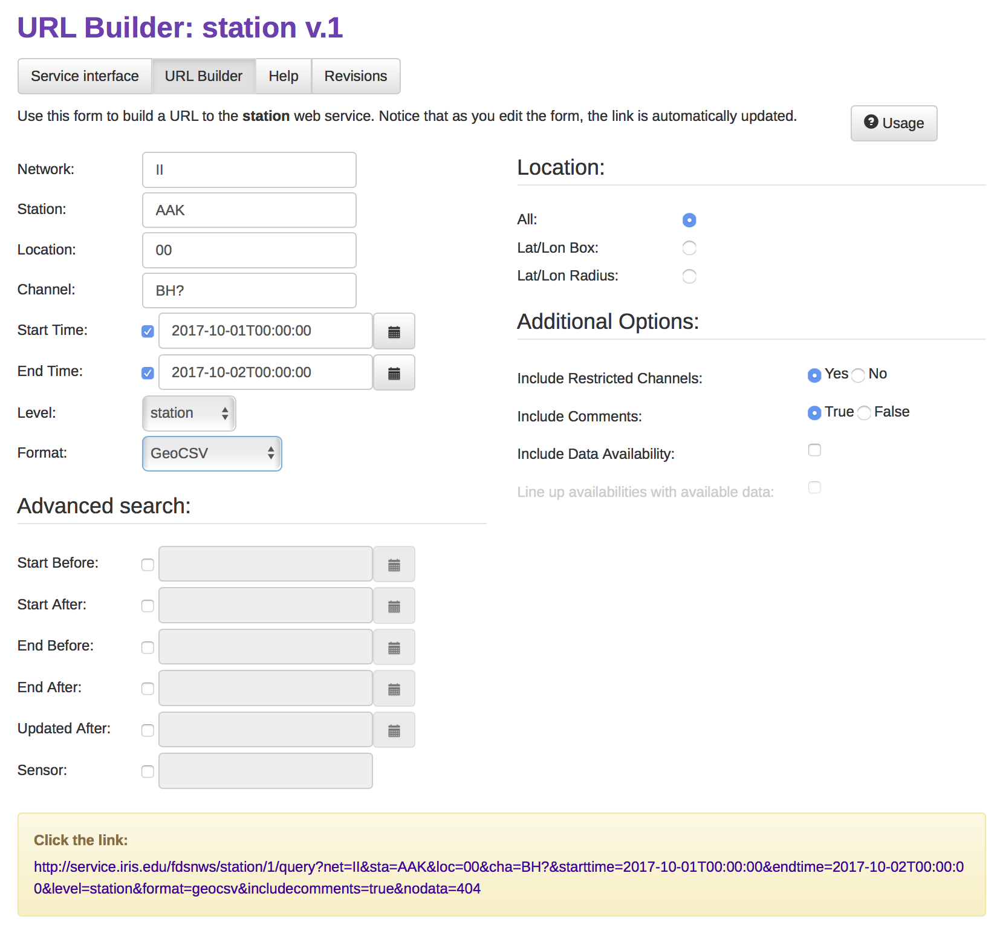 URL Builder: station v.1
Service interface URL Builder Help Revisions
Use this form to build a URL to the station web service. Notice that as you edit the form, the link is automatically updated.
Usage
Network: II
Station: AAK
Location: 00
Channel: BH?
Start Time: 2017-10-01T00:00:00
End Time: 2017-10-02T00:00:00
Level: station
Format: GeoCSV
Advanced search:
Start Before:
Start After:
End Before:
End After:
Updated After:
Sensor:
Location:
All:
Lat/Lon Box:
Lat/Lon Radius:
Additional Options:
Include Restricted Channels: Yes No
Include Comments: True False
Include Data Availability:
Line up availabilities with available data:
Click the link:
http://service.iris.edu/fdsnws/station/1/query?net=II&sta=AAK&loc=00&cha=BH?&starttime=2017-10-01T00:00:00&endtime=2017-10-02T00:00:0
0&level=station&format=geocsv&includecomments=true&nodata=404